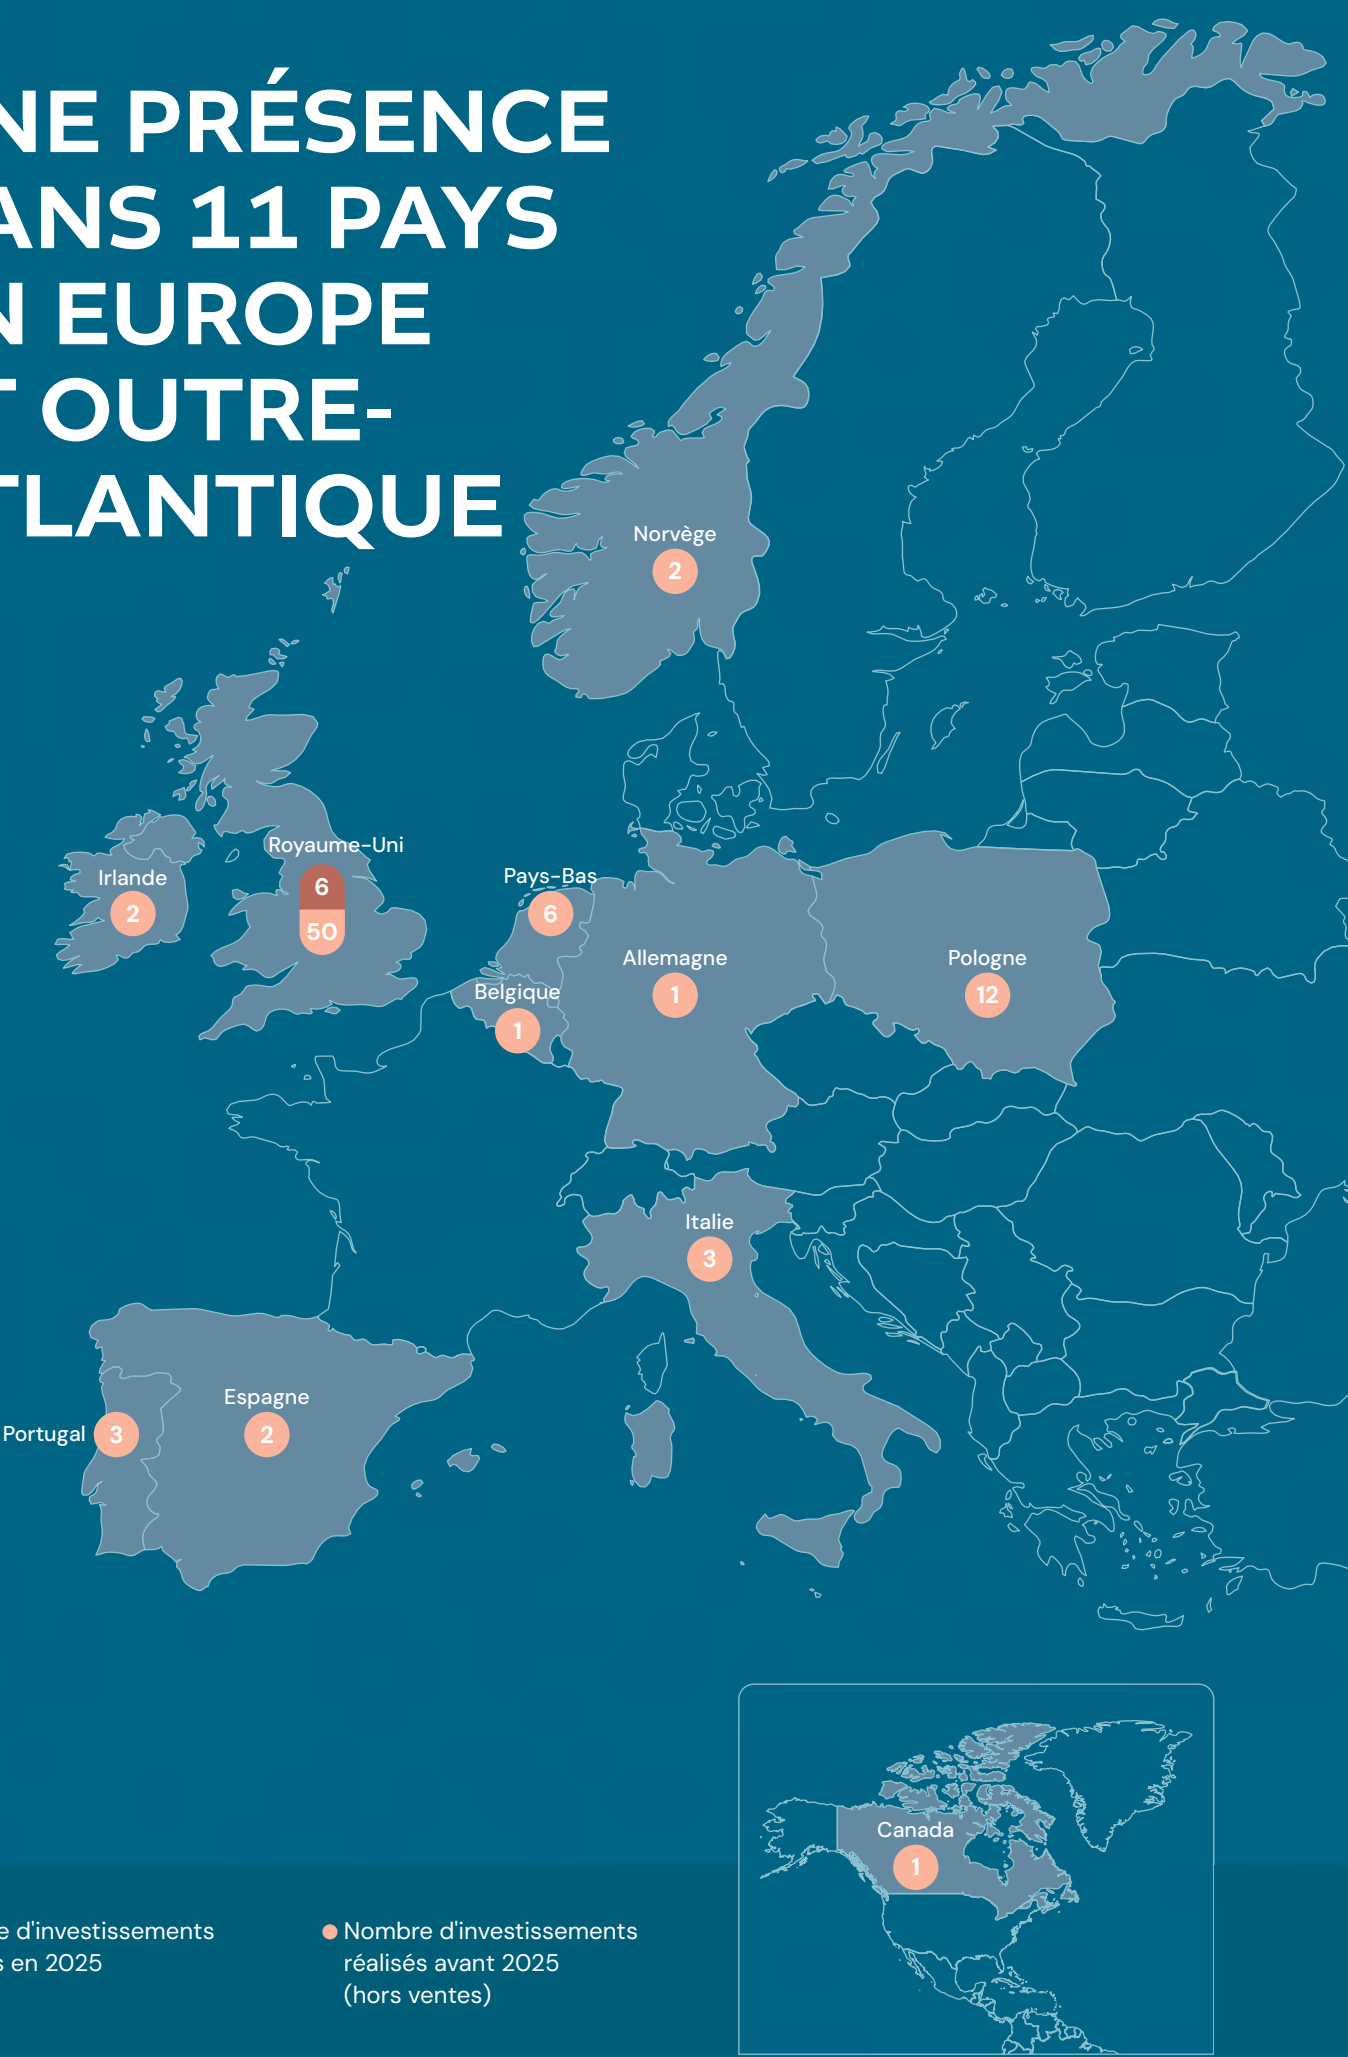 NE PRÉSENCE
ANS 11 PAYS
N EUROPE
T OUTRE-
TLANTIQUE
Norvège
2
Royaume-Uni
6
50
Irlande
2
Pays-Bas
6
Allemagne
1
Pologne
12
Belgique
1
Italie
3
Espagne
2
Portugal 3
Canada
1
e d'investissements
s en 2025
Nombre d'investissements
réalisés avant 2025
(hors ventes)